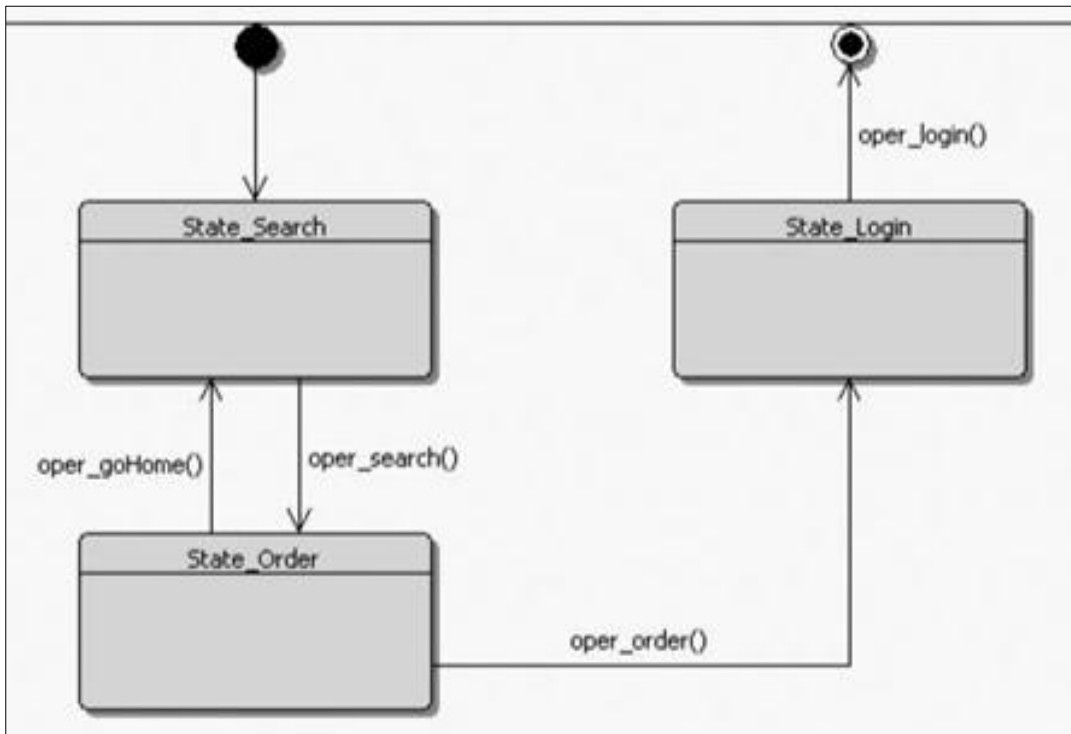 oper_login()
State_Search
State_Login
oper_goHome()
oper_search()
State_Order
oper_order()